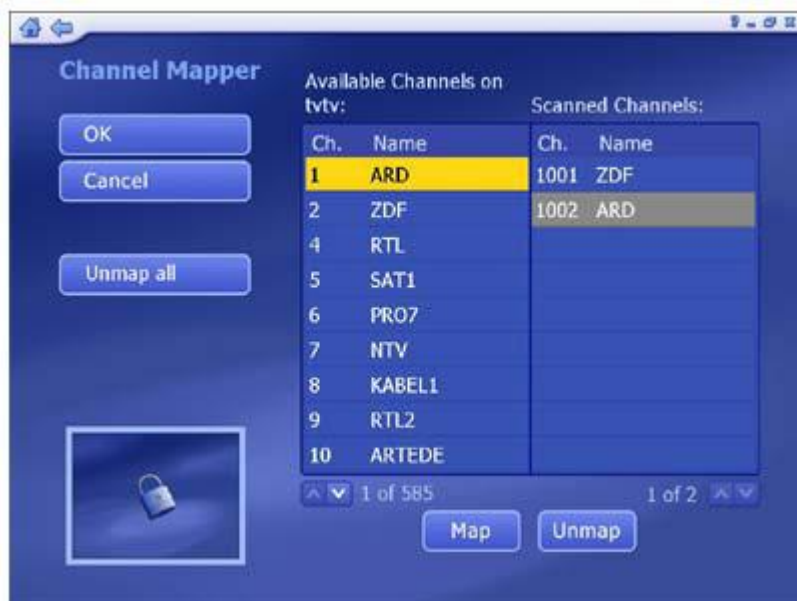 Channel Mapper
OK
Cancel
Unmap all
Available Channels on
tvtv:
Ch. Name
1 ARD
2 ZDF
4 RTL
5 SAT1
6 PRO7
7 NTV
8 KABEL1
9 RTL2
10 ARTEDE
1 of 585
Scanned Channels:
Ch. Name
1001 ZDF
1002 ARD
1 of 2
Map
Unmap